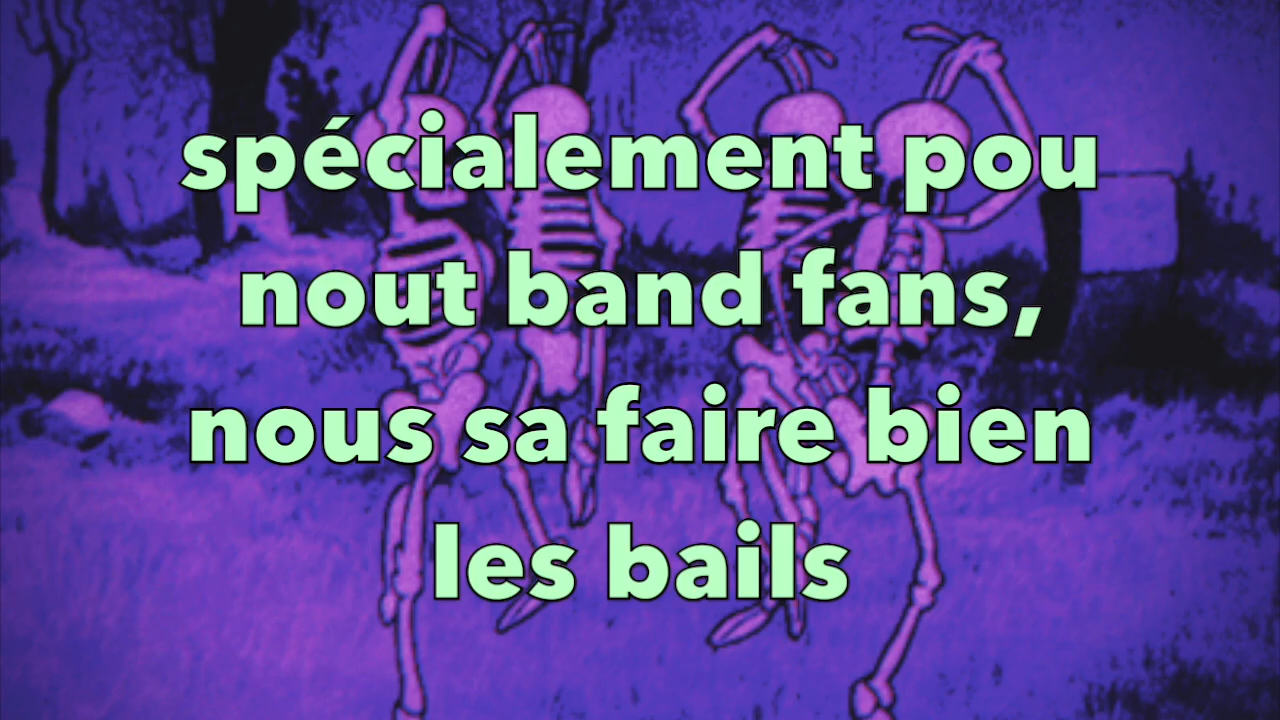 spécialement pou
nout band fans,
nous sa faire bien
les bails